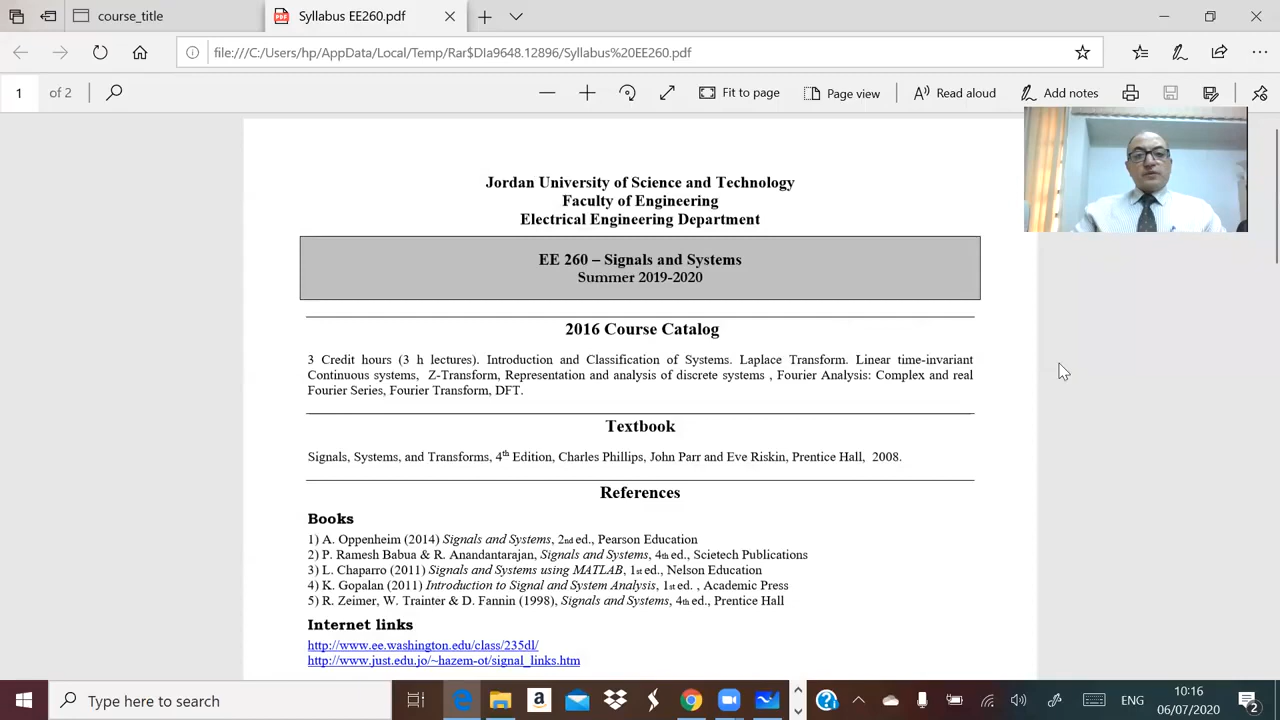 course_title
Syllabus EE260.pdf
file:///C:/Users/hp/AppData/Local/Temp/Rar$DIa9648.12896/Syllabus%20EE260.pdf
1 of 2
Fit to page
Page view
Read aloud
Add notes
Jordan University of Science and Technology
Faculty of Engineering
Electrical Engineering Department
EE 260 – Signals and Systems
Summer 2019-2020
2016 Course Catalog
3 Credit hours (3 h lectures). Introduction and Classification of Systems. Laplace Transform. Linear time-invariant
Continuous systems, Z-Transform, Representation and analysis of discrete systems , Fourier Analysis: Complex and real
Fourier Series, Fourier Transform, DFT.
Textbook
Signals, Systems, and Transforms, 4th Edition, Charles Phillips, John Parr and Eve Riskin, Prentice Hall, 2008.
References
Books
1) A. Oppenheim (2014) Signals and Systems, 2nd ed., Pearson Education
2) P. Ramesh Babua & R. Anandantarajan, Signals and Systems, 4th ed., Scietech Publications
3) L. Chaparro (2011) Signals and Systems using MATLAB, 1st ed., Nelson Education
4) K. Gopalan (2011) Introduction to Signal and System Analysis, 1st ed. , Academic Press
5) R. Zeimer, W. Trainter & D. Fannin (1998), Signals and Systems, 4th ed., Prentice Hall
Internet links
http://www.ee.washington.edu/class/235dl/
http://www.just.edu.jo/~hazem-ot/signal_links.htm
Type here to search
ENG
10:16
06/07/2020
2